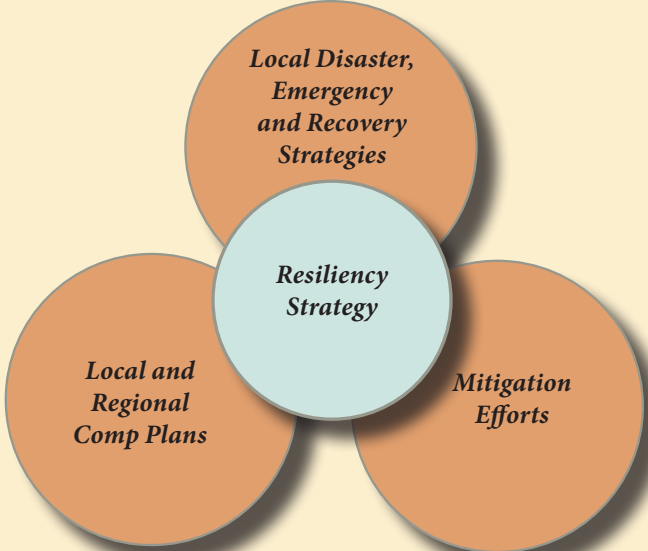 Local Disaster,
Emergency
and Recovery
Strategies
Resiliency
Strategy
Local and
Regional
Comp Plans
Mitigation
Efforts